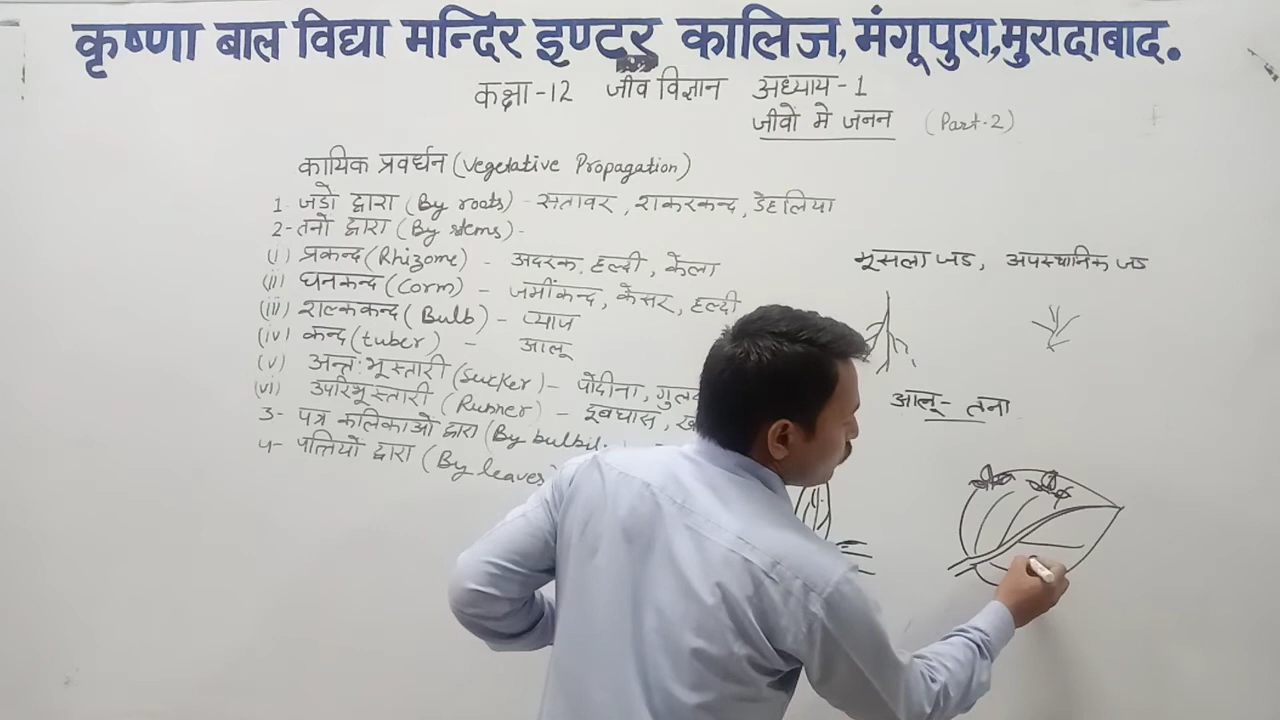 कृष्णा बाल विद्या मन्दिर इण्टर कालिज, मंगूपुरा,मुरादाबाद.
कक्षा-12 जीव विज्ञान अध्याय-1
जीवों मे जनन (Part-2)
कायिक प्रवर्धन (Vegetative Propagation)
1- जडो द्वारा (By roots) - सतावर, शकरकन्द, डेहलिया
2-तनो द्वारा (By stems)-
(i) प्रकन्द (Rhizome) - अदरक, हल्दी, केला
(ii) घनकन्द (Corm) - जमींकन्द, केसर, हल्दी
(iii) शल्ककन्द (Bulb) - प्याज
(iv) कन्द (tuber) - आलू
(v) अन्तःभूस्तारी (Sucker)- पोदीना,
(vi) उपरिभूस्तारी (Runner) - दूबघास,
3- पत्र कलिकाओ द्वारा (By bulbil
4- पत्तियो द्वारा (By leaves)
मूसला जड, अपस्थानिक जड
आलू- तना